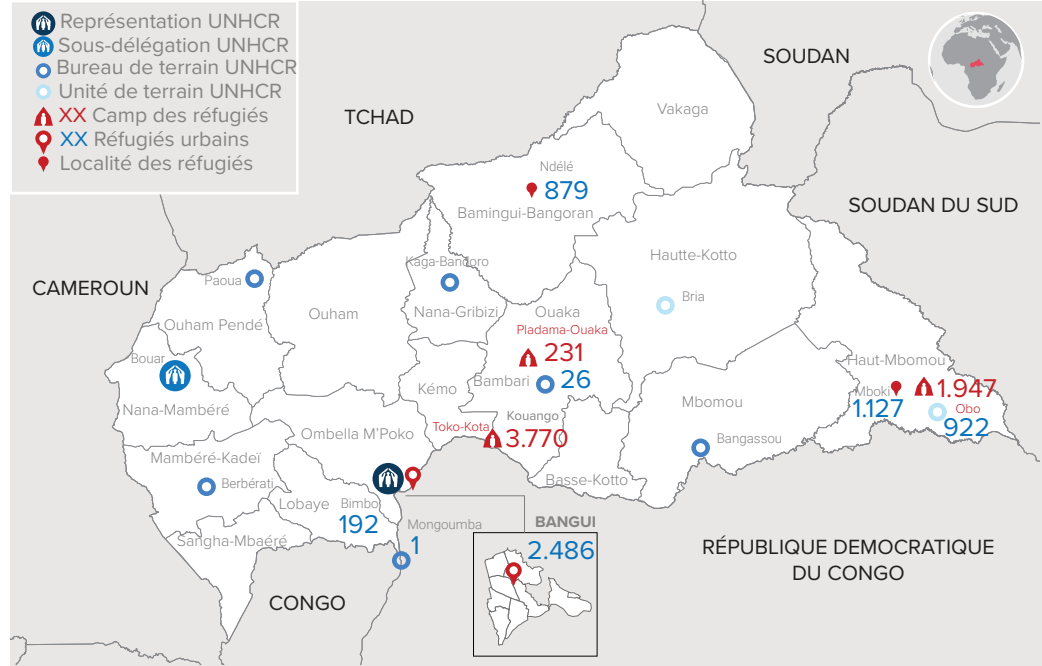 Représentation UNHCR
Sous-délégation UNHCR
Bureau de terrain UNHCR
Unité de terrain UNHCR
XX Camp des réfugiés
XX Réfugiés urbains
Localité des réfugiés
SOUDAN
TCHAD
Vakaga
Ndélé
879
Bamingui-Bangoran
SOUDAN DU SUD
CAMEROUN
Kaga-Bandoro
Hautte-Kotto
Paoua
Bria
Ouham
Nana-Gribizi
Ouaka
Ouham Pendé
Pladama-Ouaka
231
Bouar
Haut-Mbomou
Bambari
26
Kémo
Mboki
1.947
1.127
Obo
922
Nana-Mambéré
Mbomou
Kouango
Toko-Kota
3.770
Ombella M'Poko
Bangassou
Mambéré-Kadeï
Basse-Kotto
Berbérati
Lobaye
Bimbo
192
Mongoumba
1
BANGUI
2.486
Sangha-Mbaéré
RÉPUBLIQUE DEMOCRATIQUE
DU CONGO
CONGO